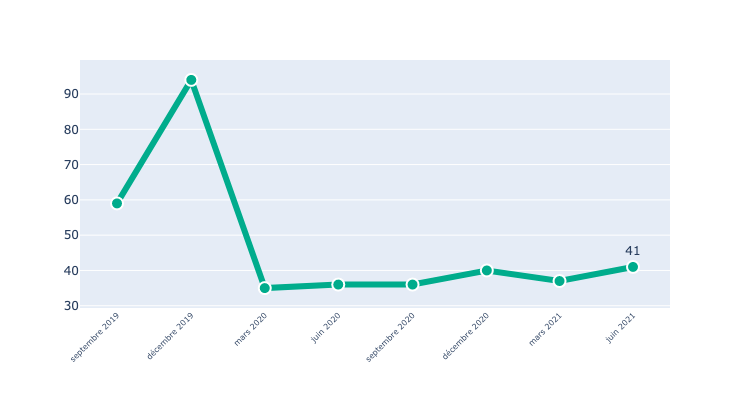 90
80
70
60
50
40
30
41
septembre 2019
décembre 2019
mars 2020
juin 2020
septembre 2020
décembre 2020
mars 2021
juin 2021